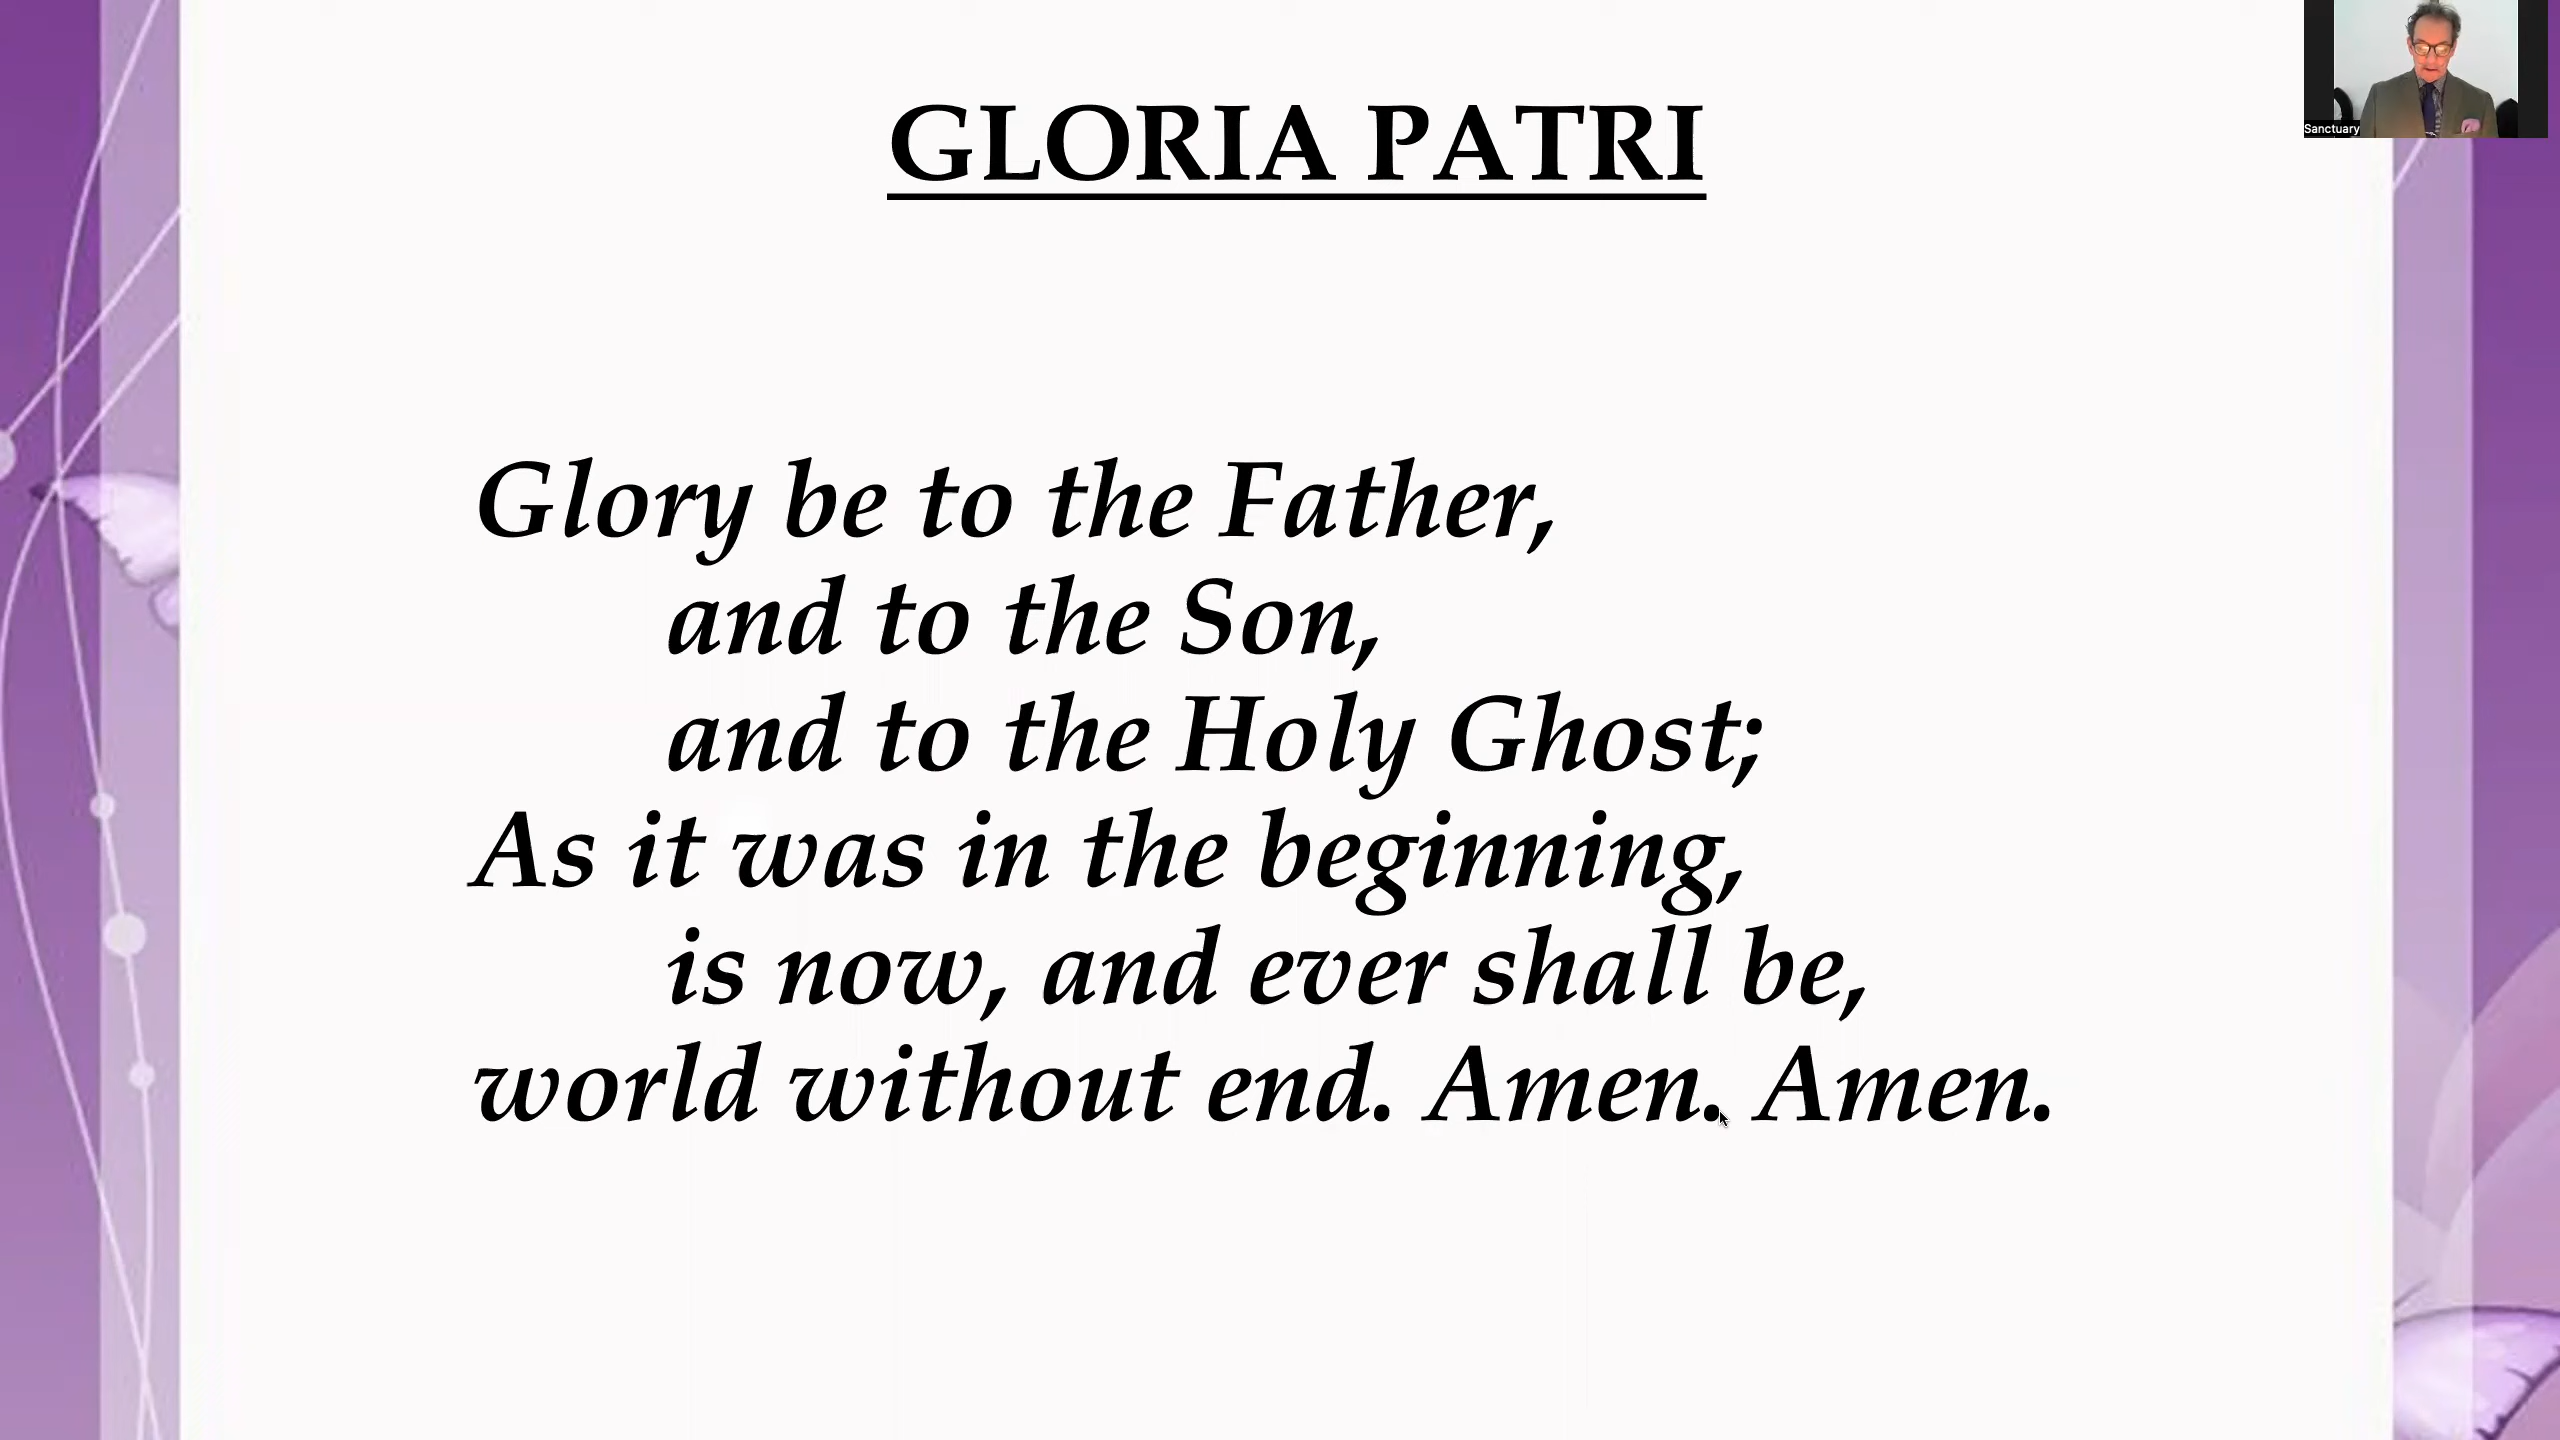 GLORIA PATRI
Sanctuary
Glory be to the Father,
and to the Son,
and to the Holy Ghost;
As it was in the beginning,
is now, and ever shall be,
world without end. Amen. Amen.